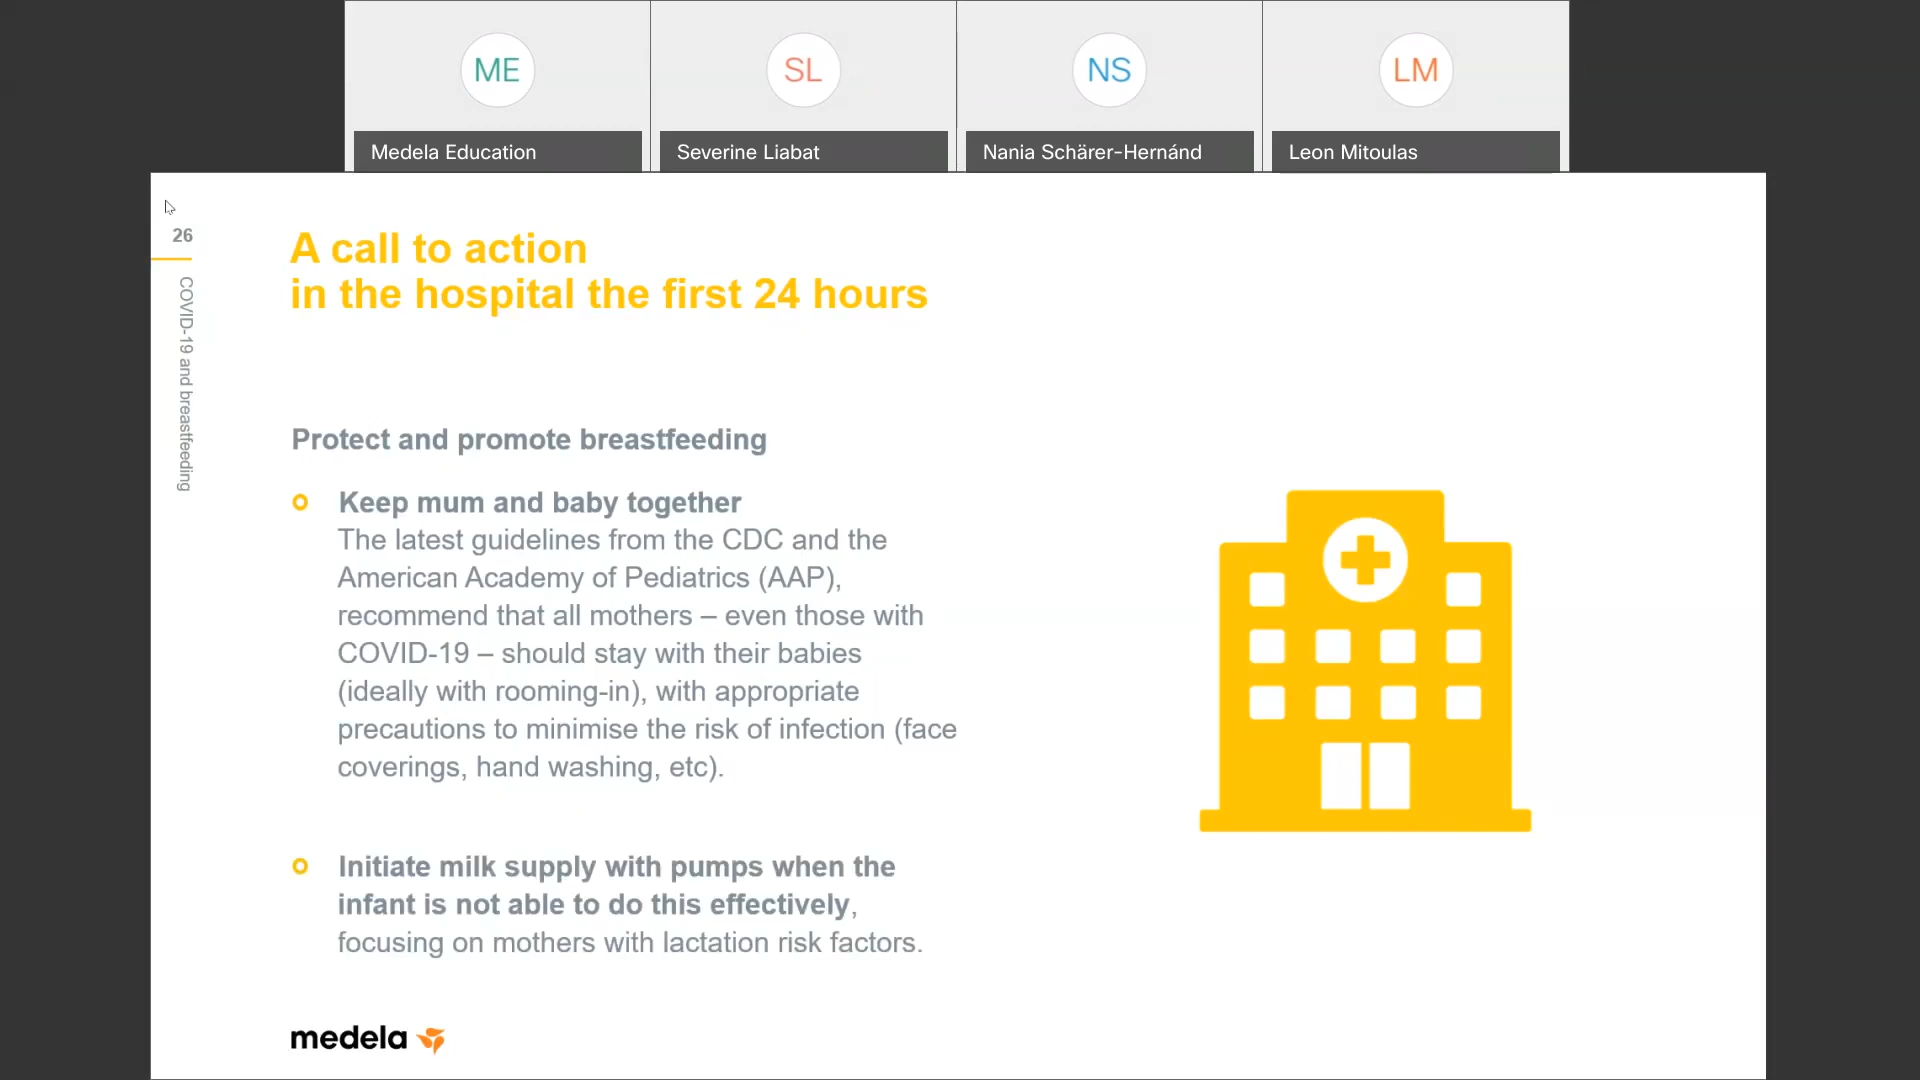 ME
SL
NS
LM
Medela Education
Severine Liabat
Nania Schärer-Hernánd
Leon Mitoulas
26
COVID-19 and breastfeeding
A call to action
in the hospital the first 24 hours
Protect and promote breastfeeding
Keep mum and baby together
The latest guidelines from the CDC and the
American Academy of Pediatrics (AAP),
recommend that all mothers – even those with
COVID-19 – should stay with their babies
(ideally with rooming-in), with appropriate
precautions to minimise the risk of infection (face
coverings, hand washing, etc).
Initiate milk supply with pumps when the
infant is not able to do this effectively,
focusing on mothers with lactation risk factors.
medela